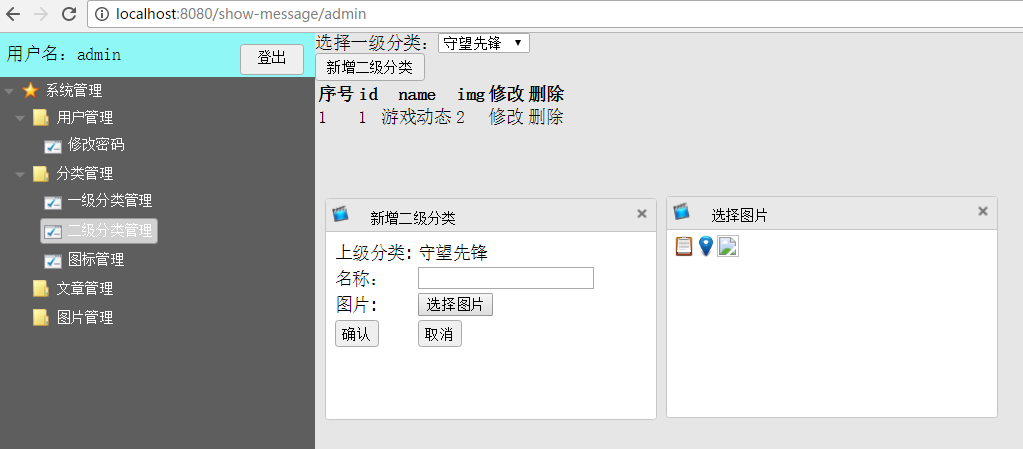 localhost:8080/show-message/admin
用户名：admin
登出
系统管理
用户管理
修改密码
分类管理
一级分类管理
二级分类管理
图标管理
文章管理
图片管理
选择一级分类： 守望先锋
新增二级分类
序号 id name img 修改 删除
1 1 游戏动态 2 修改 删除
新增二级分类
上级分类: 守望先锋
名称：
图片: 选择图片
确认 取消
选择图片